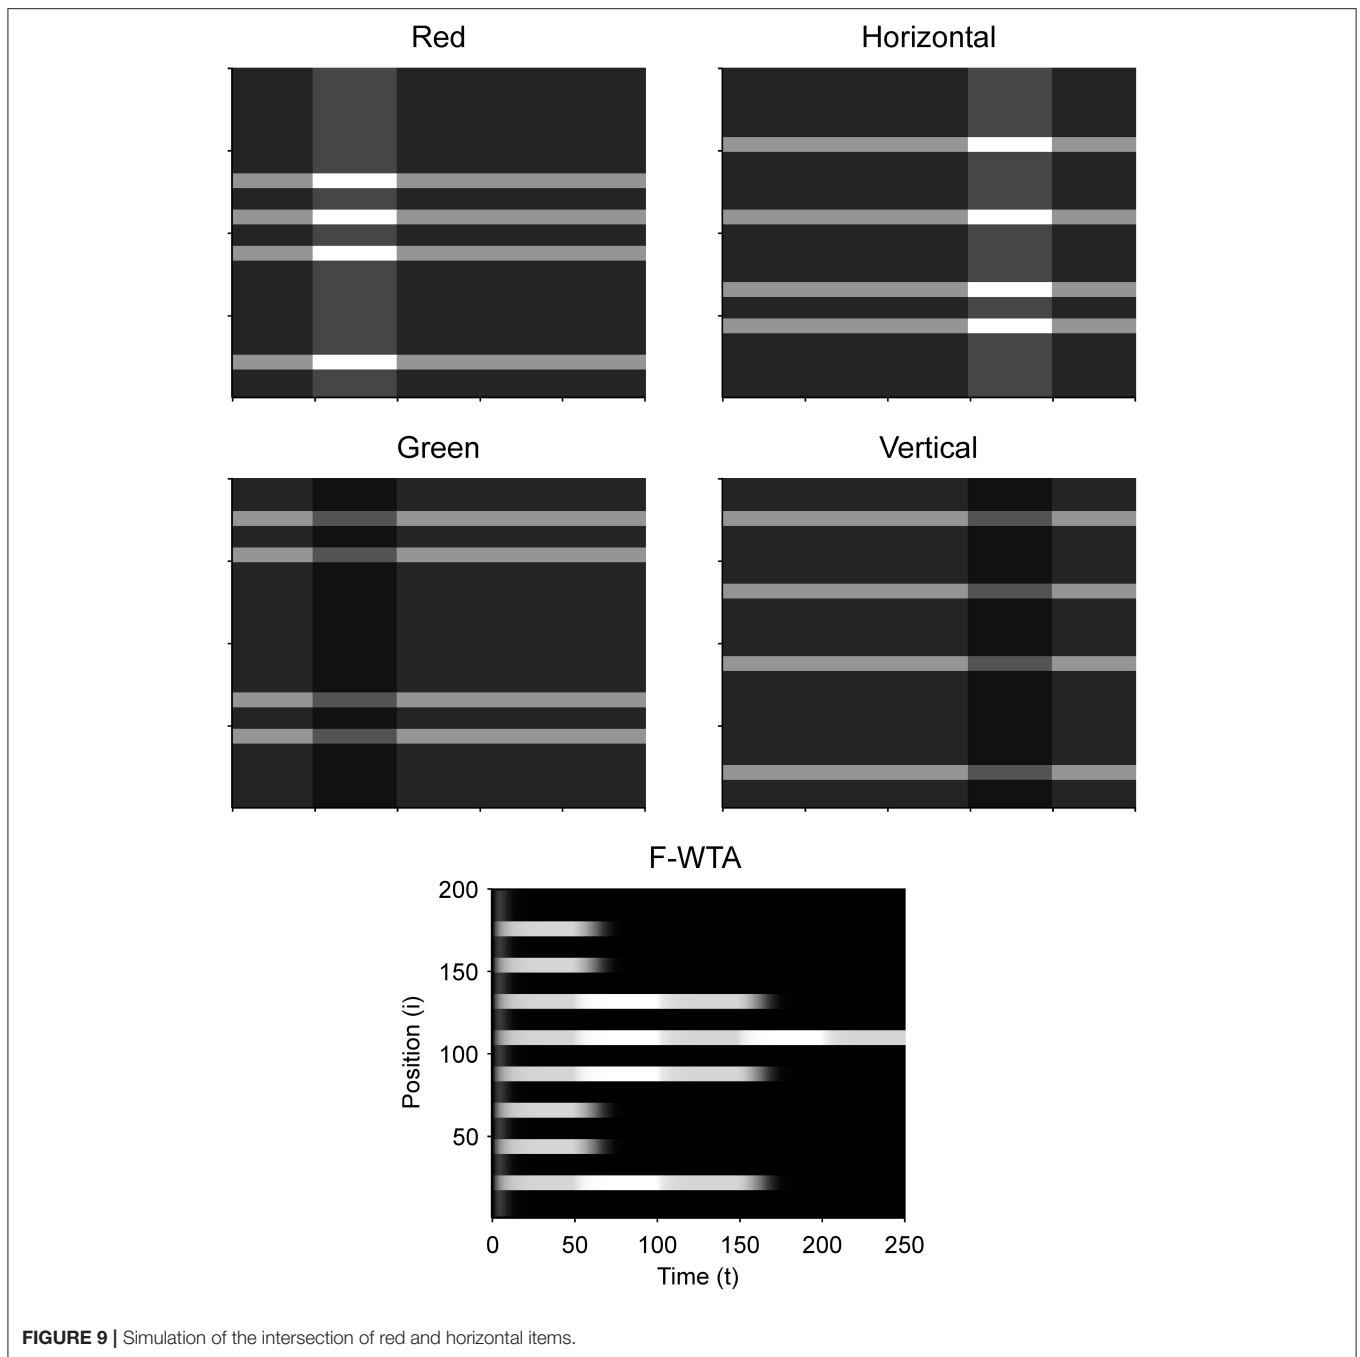 Red
Horizontal
Green
Vertical
F-WTA
200
150
100
50
Position (i)
0 50 100 150 200 250
Time (t)
FIGURE 9 | Simulation of the intersection of red and horizontal items.